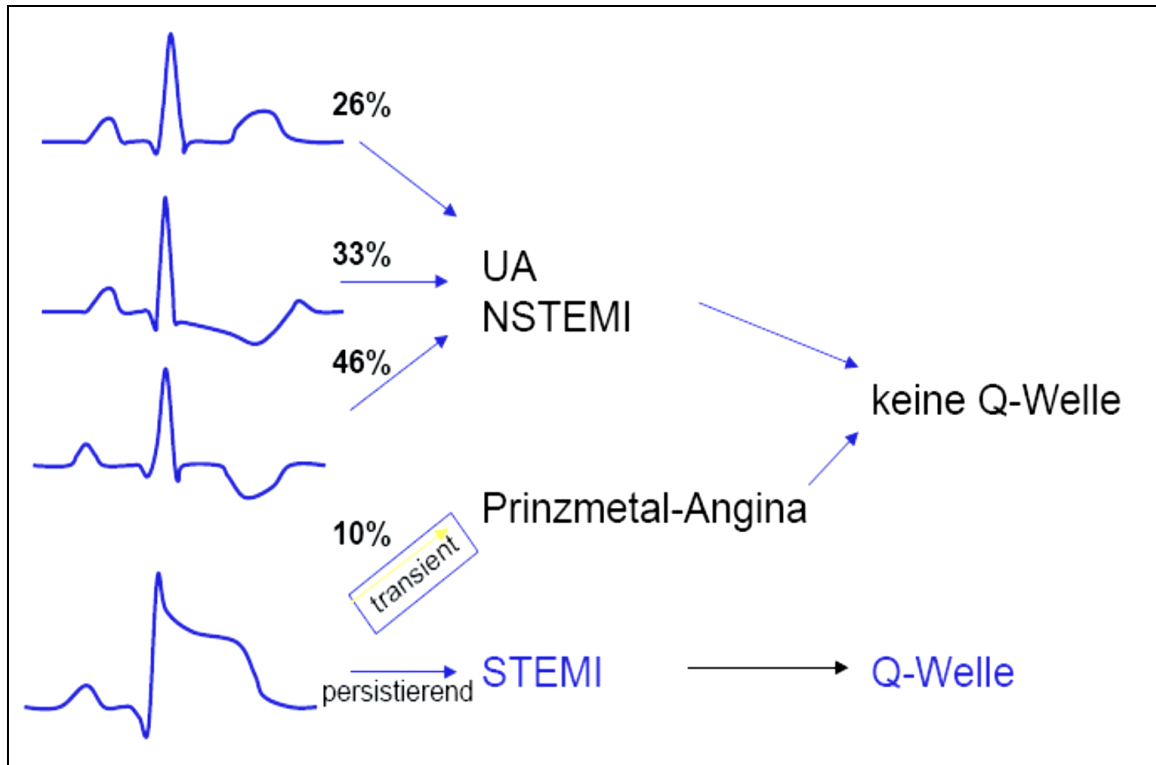 26%
33%
UA
NSTEMI
46%
keine Q-Welle
Prinzmetal-Angina
10%
transient
STEMI
Q-Welle
persistierend